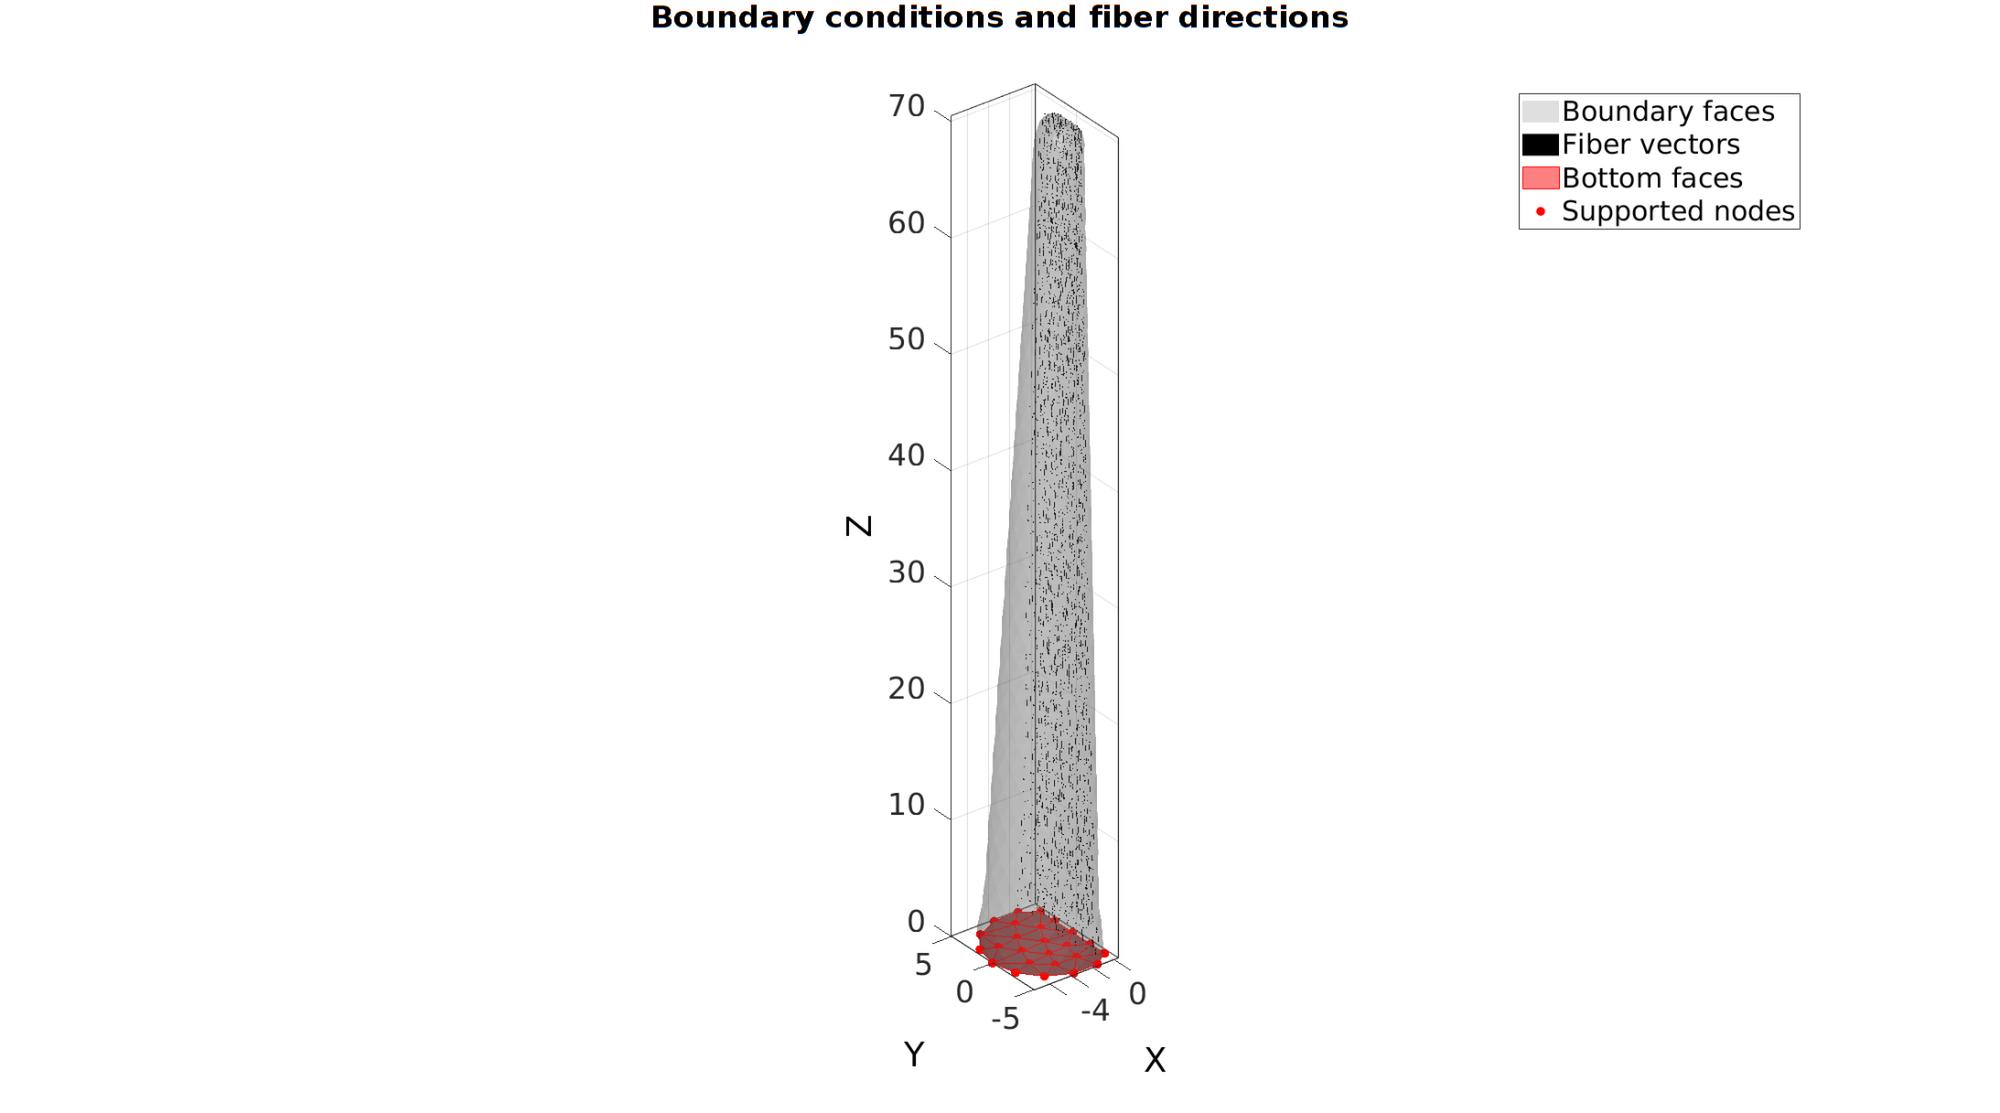 Boundary conditions and fiber directions
Boundary faces
Fiber vectors
Bottom faces
Supported nodes
70
60
50
40
30
20
10
0
Z
5
0
-5
Y
-4
0
X